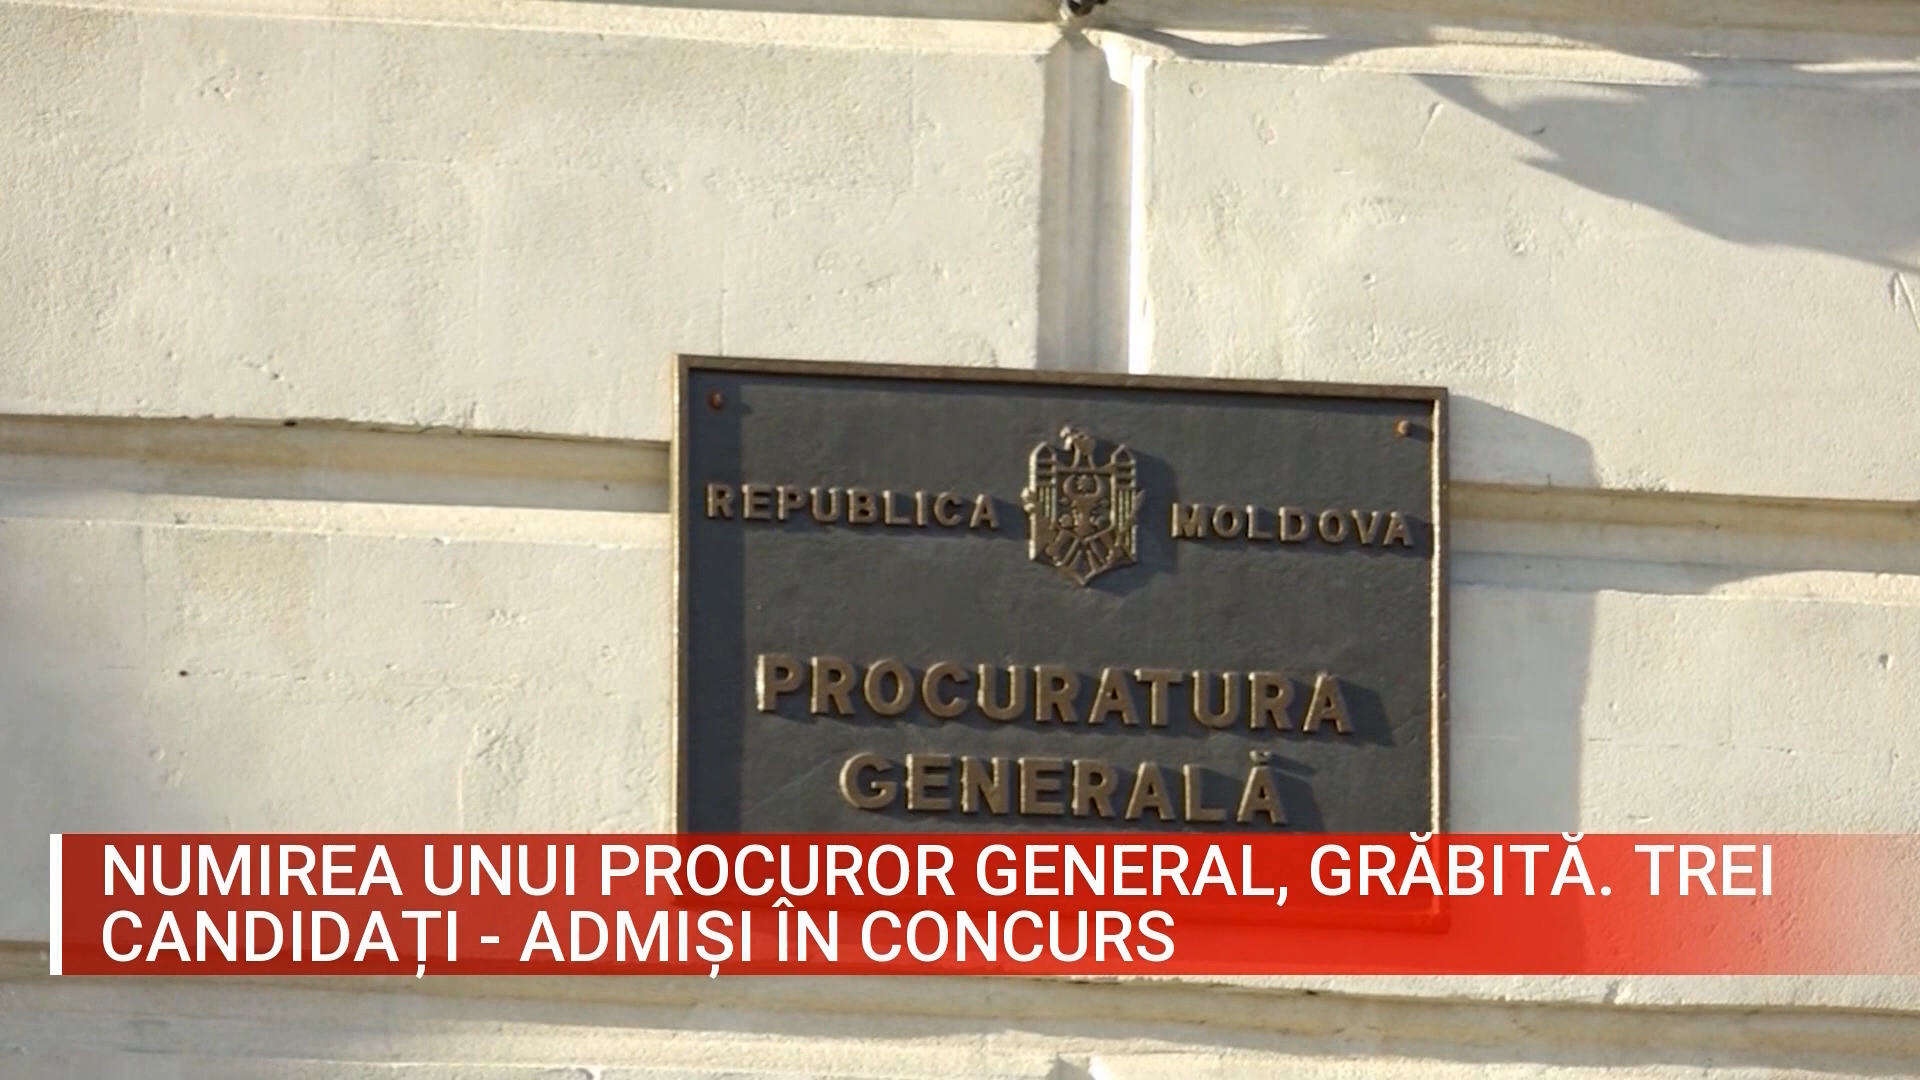 REPUBLICA MOLDOVA
PROCURATURA
GENERALĂ
NUMIREA UNUI PROCUROR GENERAL, GRĂBITĂ. TREI
CANDIDAȚI - ADMIȘI ÎN CONCURS